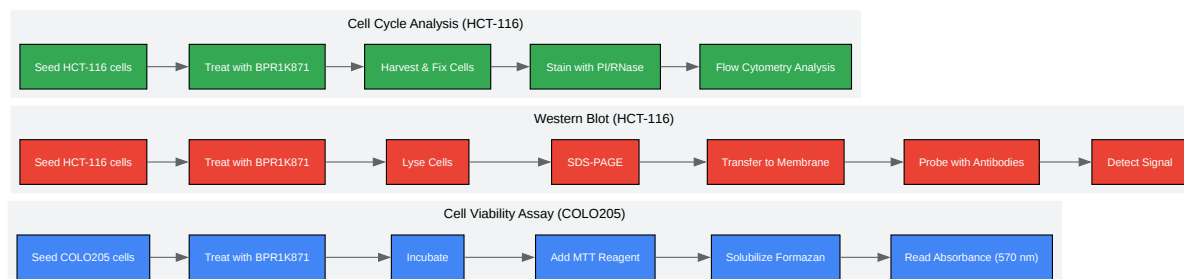 Cell Cycle Analysis (HCT-116)
Seed HCT-116 cells
Treat with BPR1K871
Harvest & Fix Cells
Stain with PI/RNase
Flow Cytometry Analysis
Western Blot (HCT-116)
Seed HCT-116 cells
Treat with BPR1K871
Lyse Cells
SDS-PAGE
Transfer to Membrane
Probe with Antibodies
Detect Signal
Cell Viability Assay (COLO205)
Seed COLO205 cells
Treat with BPR1K871
Incubate
Add MTT Reagent
Solubilize Formazan
Read Absorbance (570 nm)